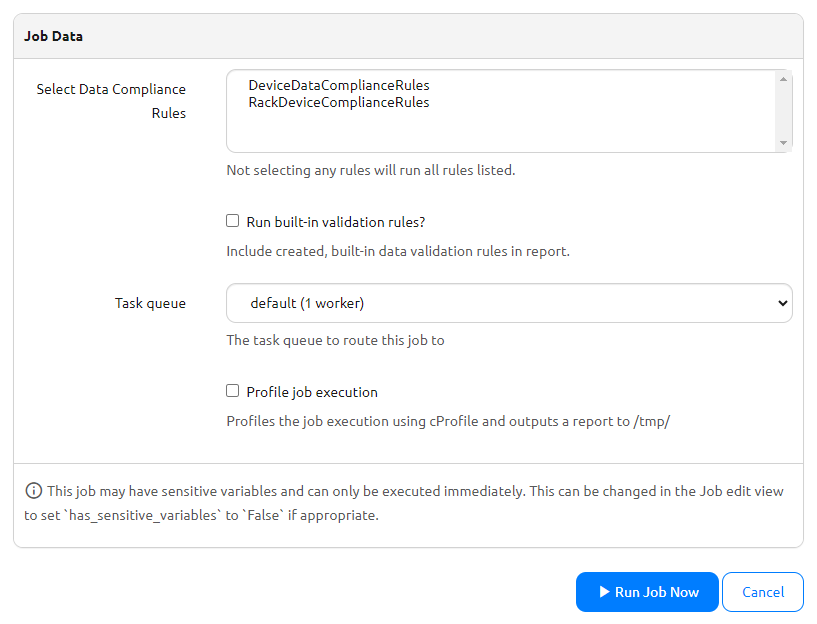 Job Data
Select Data Compliance
Rules
DeviceDataComplianceRules
RackDeviceComplianceRules
Not selecting any rules will run all rules listed.
Run built-in validation rules?
Include created, built-in data validation rules in report.
Task queue
default (1 worker)
The task queue to route this job to
Profile job execution
Profiles the job execution using cProfile and outputs a report to /tmp/
This job may have sensitive variables and can only be executed immediately. This can be changed in the Job edit view
to set `has_sensitive_variables` to `False` if appropriate.
Run Job Now
Cancel